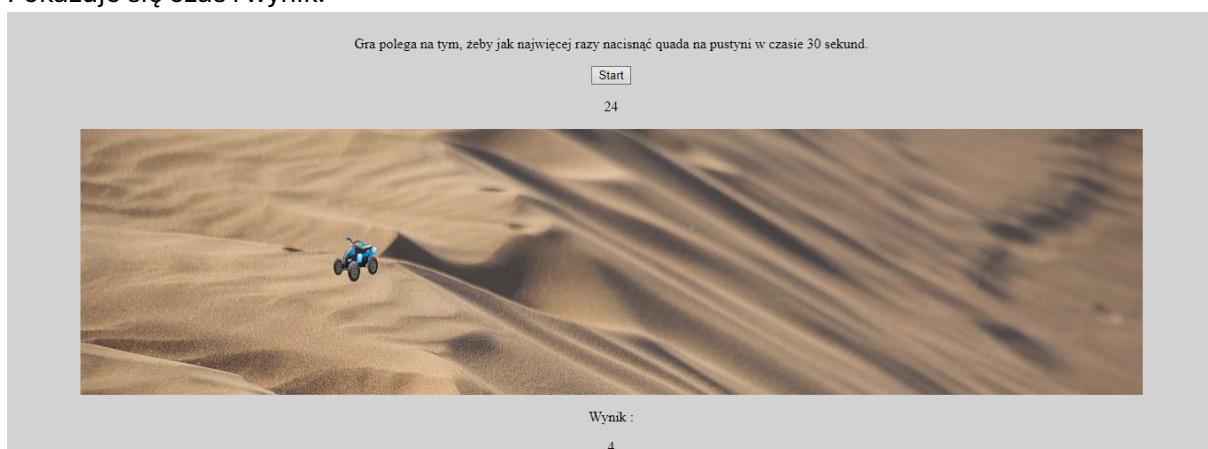 Pokazuje się czas i wynik.
Gra polega na tym, żeby jak najwięcej razy nacisnąć quada na pustyni w czasie 30 sekund.
Start
24
Wynik :
4